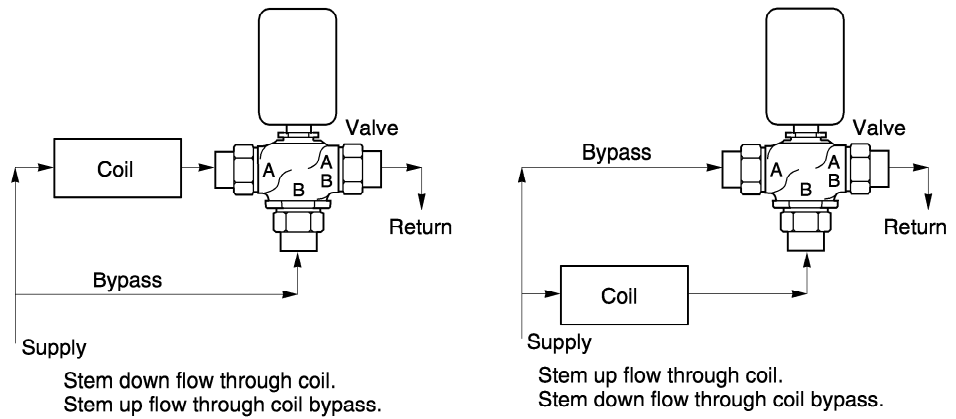 Valve
Coil
A
A
B
B
Return
Bypass
Supply
Stem down flow through coil.
Stem up flow through coil bypass.
Valve
Bypass
A
A
B
B
Return
Coil
Supply
Stem up flow through coil.
Stem down flow through coil bypass.